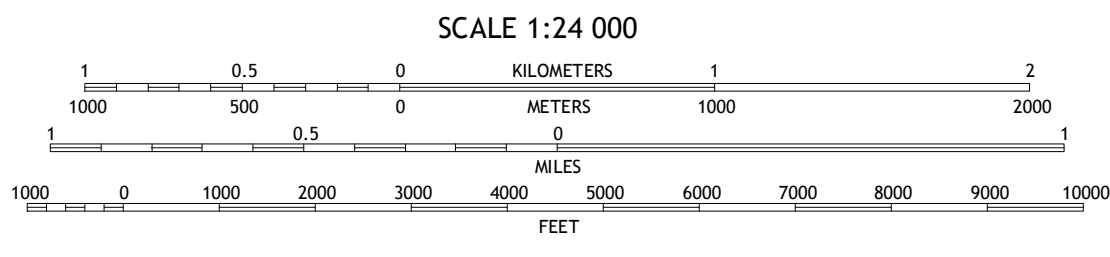 SCALE 1:24 000
1 0.5 0 KILOMETERS 1 2
1000 500 0 METERS 1000 2000
1 0.5 0 1
MILES
1000 0 1000 2000 3000 4000 5000 6000 7000 8000 9000 10000
FEET